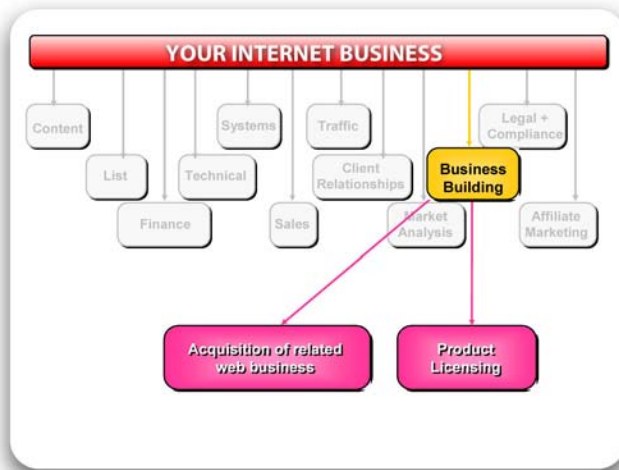 YOUR INTERNET BUSINESS
Content
Systems
Traffic
Legal +
Compliance
List
Technical
Client
Relationships
Business
Building
Finance
Sales
Market
Analysis
Affiliate
Marketing
Acquisition of related
web business
Product
Licensing